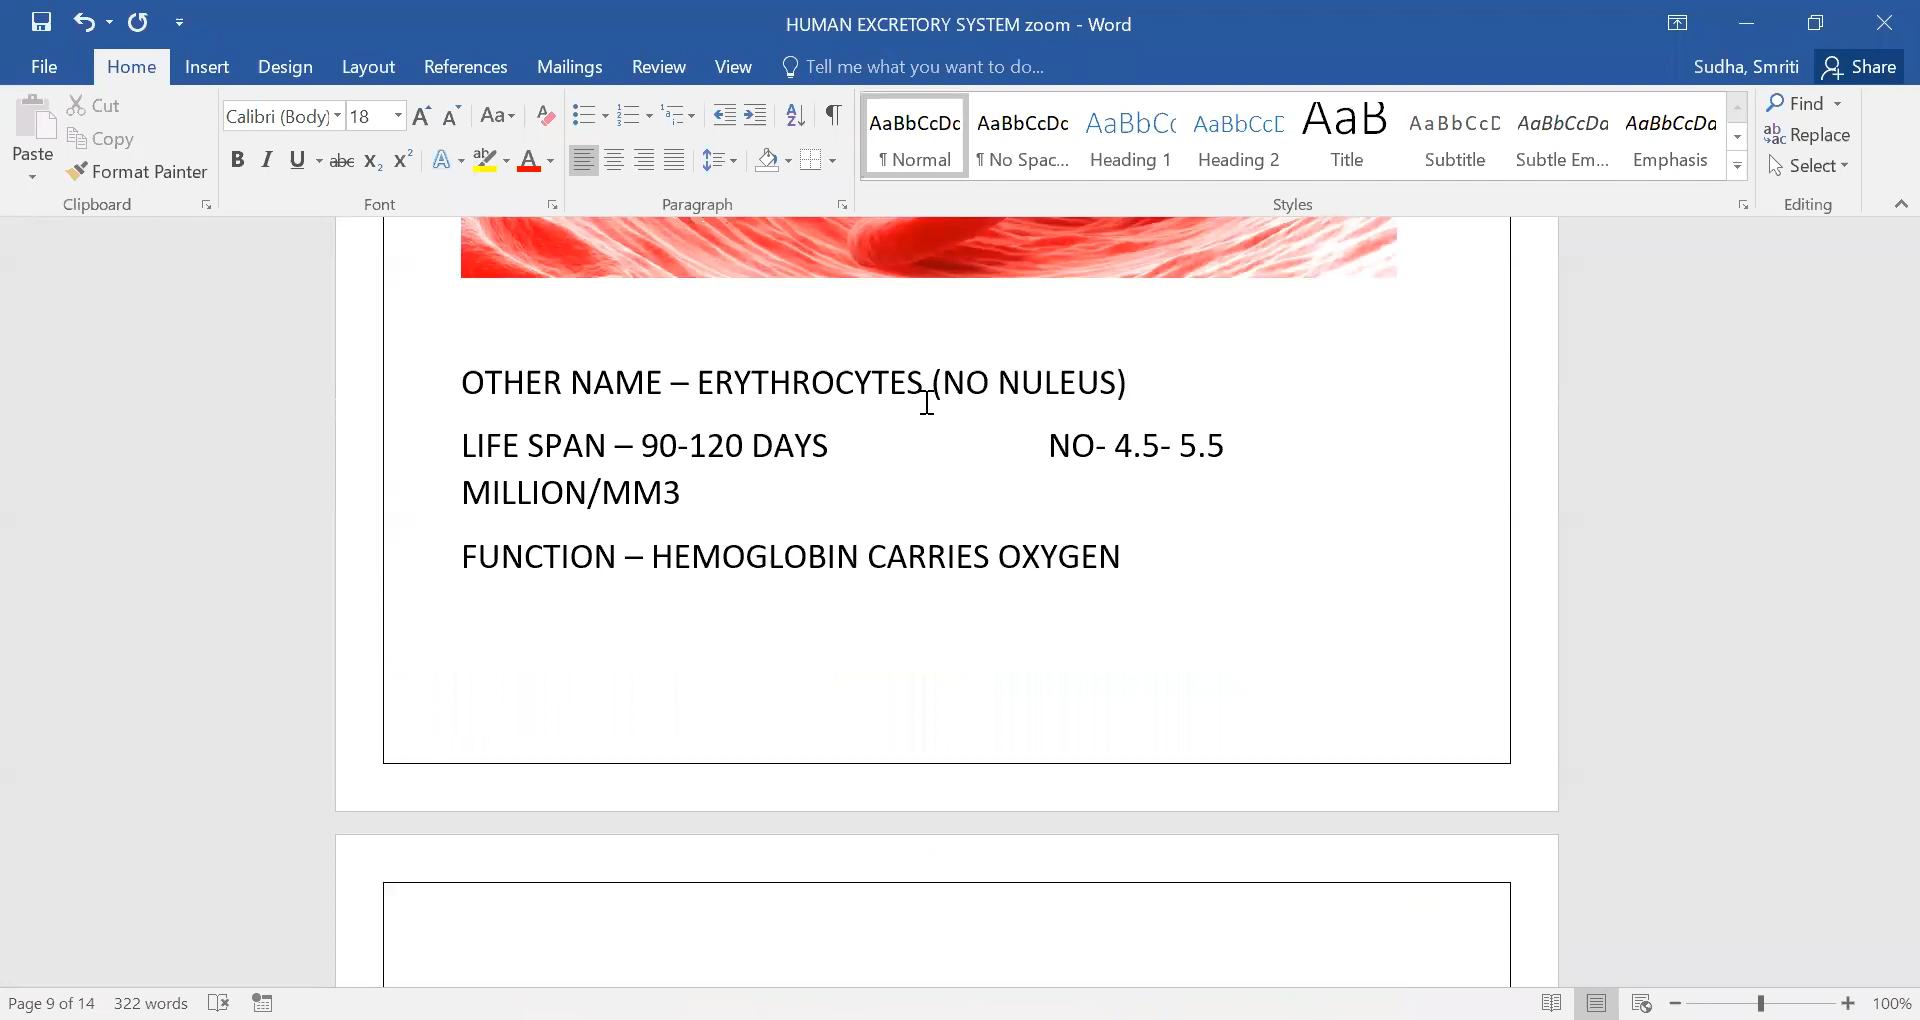 HUMAN EXCRETORY SYSTEM zoom - Word
File Home Insert Design Layout References Mailings Review View Tell me what you want to do... Sudha, Smriti Share
Paste
Cut
Copy
Format Painter
Clipboard
Calibri (Body) 18
Font
Paragraph
AaBbCcDc AaBbCcDc AaBbCc AaBbCcD AaB AaBbCcD AaBbCcDa AaBbCcDa
¶ Normal ¶ No Spac... Heading 1 Heading 2 Title Subtitle Subtle Em... Emphasis
Styles
Find
Replace
Select
Editing
OTHER NAME – ERYTHROCYTES (NO NULEUS)
LIFE SPAN – 90-120 DAYS NO- 4.5- 5.5
MILLION/MM3
FUNCTION – HEMOGLOBIN CARRIES OXYGEN
Page 9 of 14 322 words 100%